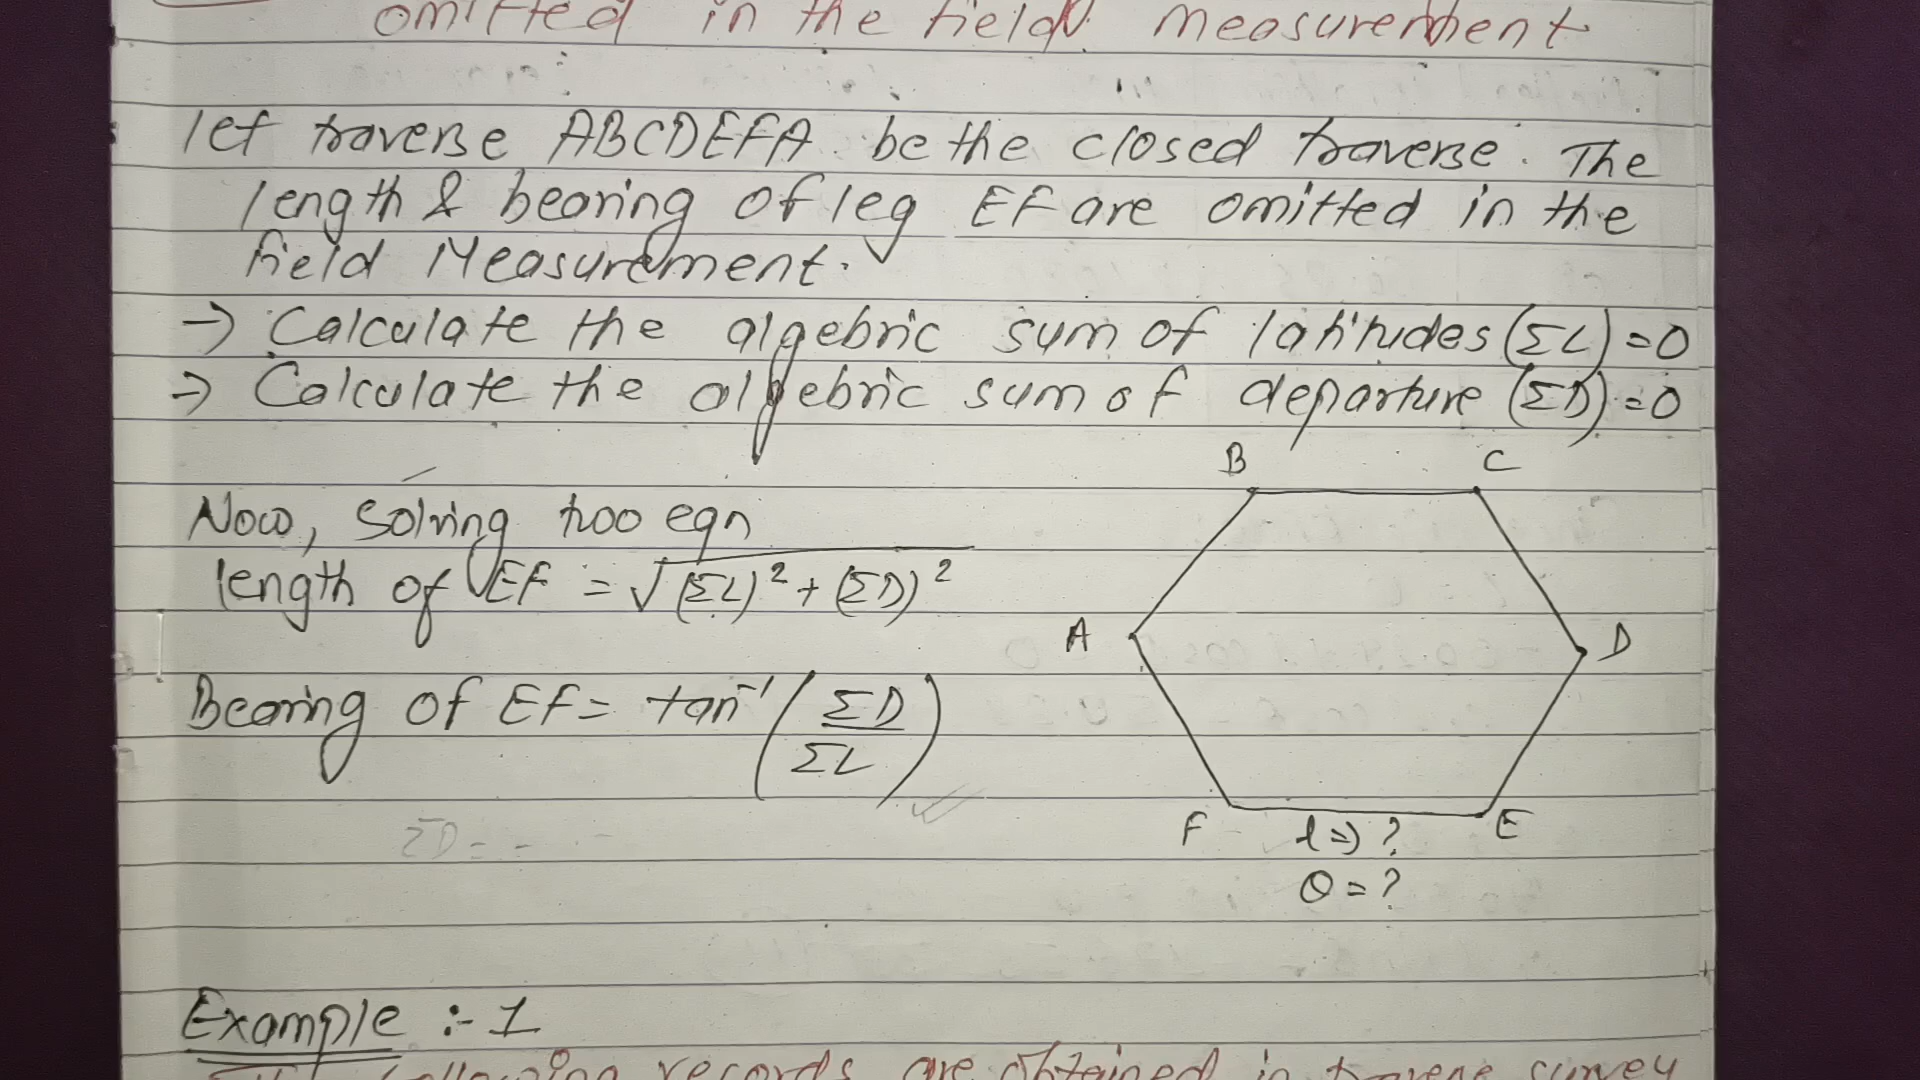 omitted in the field measurement
let traverse ABCDEFA be the closed traverse. The
length & bearing of leg EF are omitted in the
field Measurement.
→ Calculate the algebric sum of latitudes (ΣL) = 0
→ Calculate the algebric sum of departure (ΣD) = 0
B C
Now, solving two eqn
length of EF = √(ΣL)² + (ΣD)²
A D
Bearing of EF = tan⁻¹ (ΣD/ΣL)
F l => ? E
ΣD = - -
θ = ?
Example :- 1
following records are obtained in traverse survey